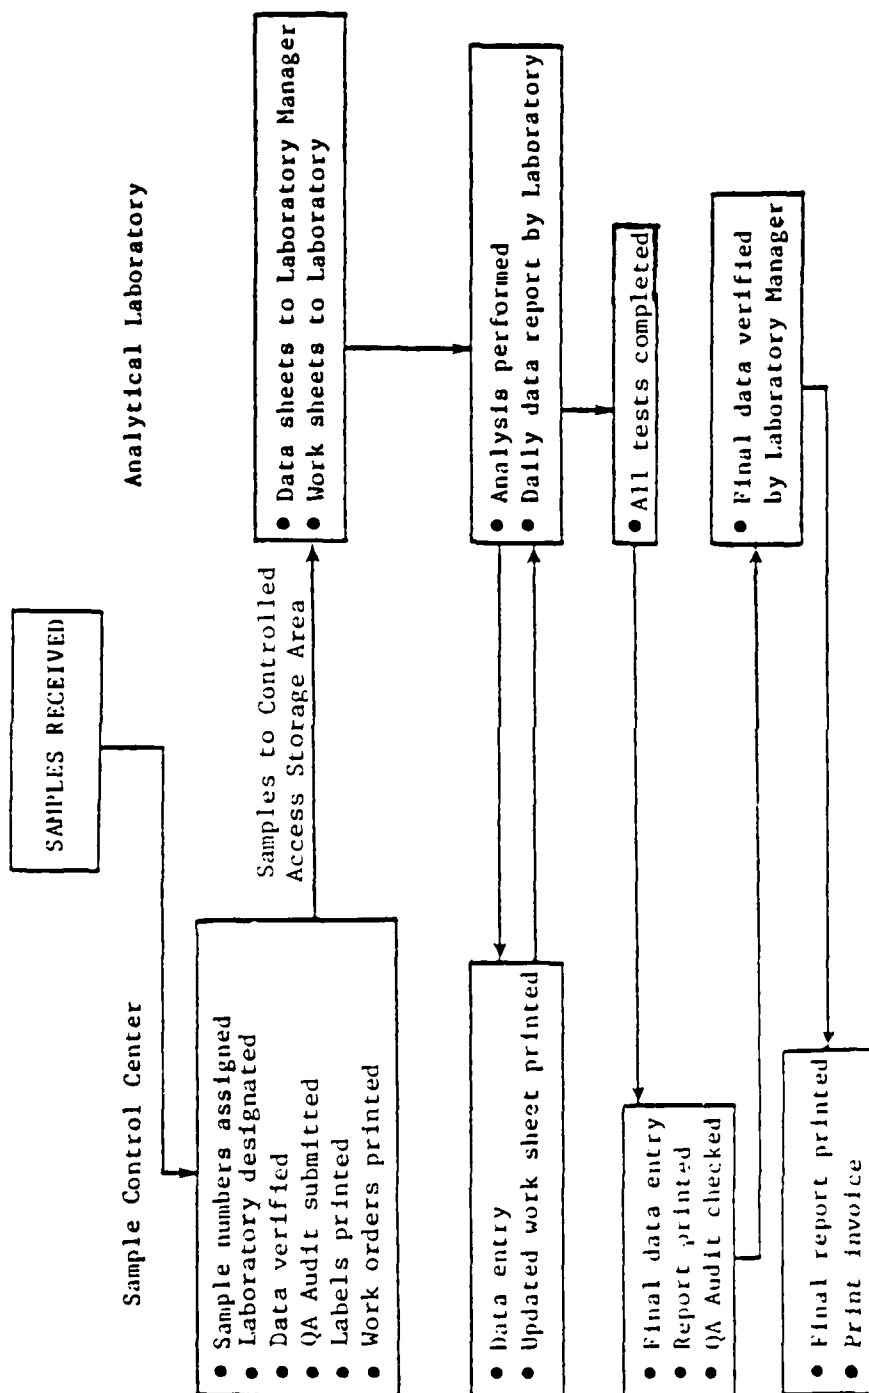 SAMPLES RECEIVED
Sample Control Center
Analytical Laboratory
● Sample numbers assigned
● Laboratory designated
● Data verified
● QA Audit submitted
● Labels printed
● Work orders printed
Samples to Controlled
Access Storage Area
● Data sheets to Laboratory Manager
● Work sheets to Laboratory
● Analysis performed
● Daily data report by Laboratory
● Data entry
● Updated work sheet printed
● All tests completed
● Final data entry
● Report printed
● QA Audit checked
● Final data verified
by Laboratory Manager
● Final report printed
● Print invoice